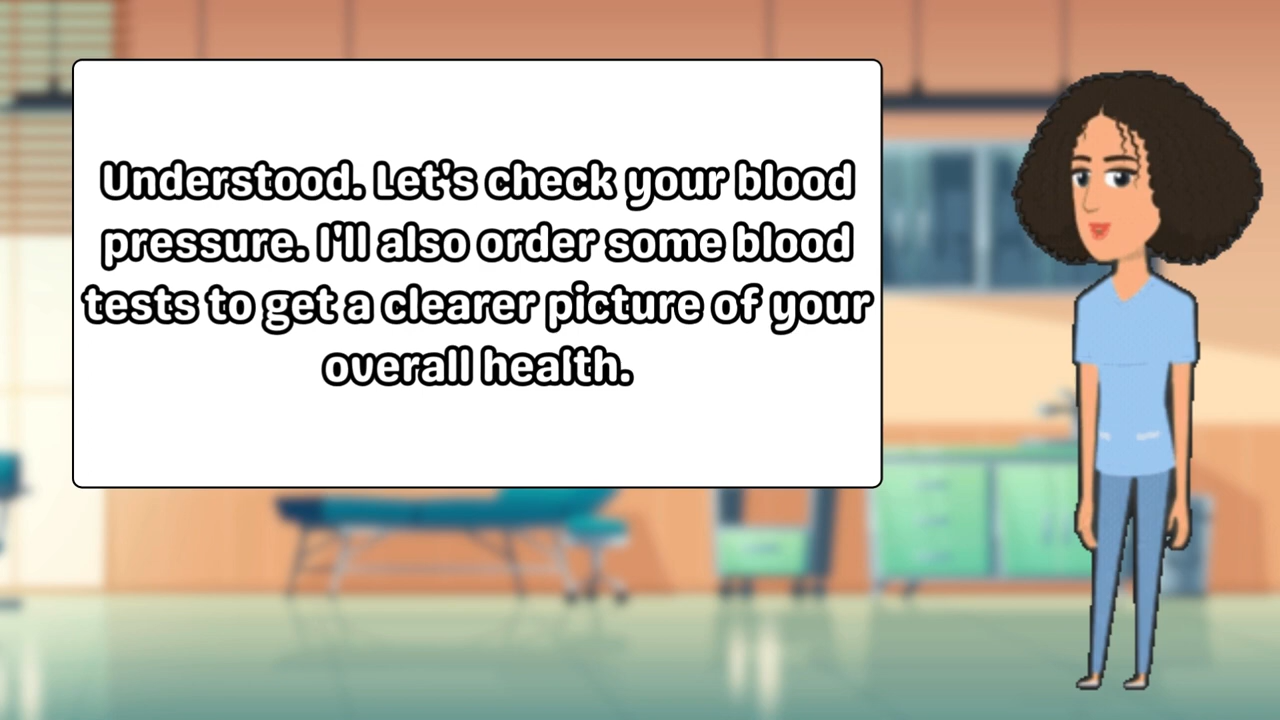 Understood. Let's check your blood
pressure. I'll also order some blood
tests to get a clearer picture of your
overall health.